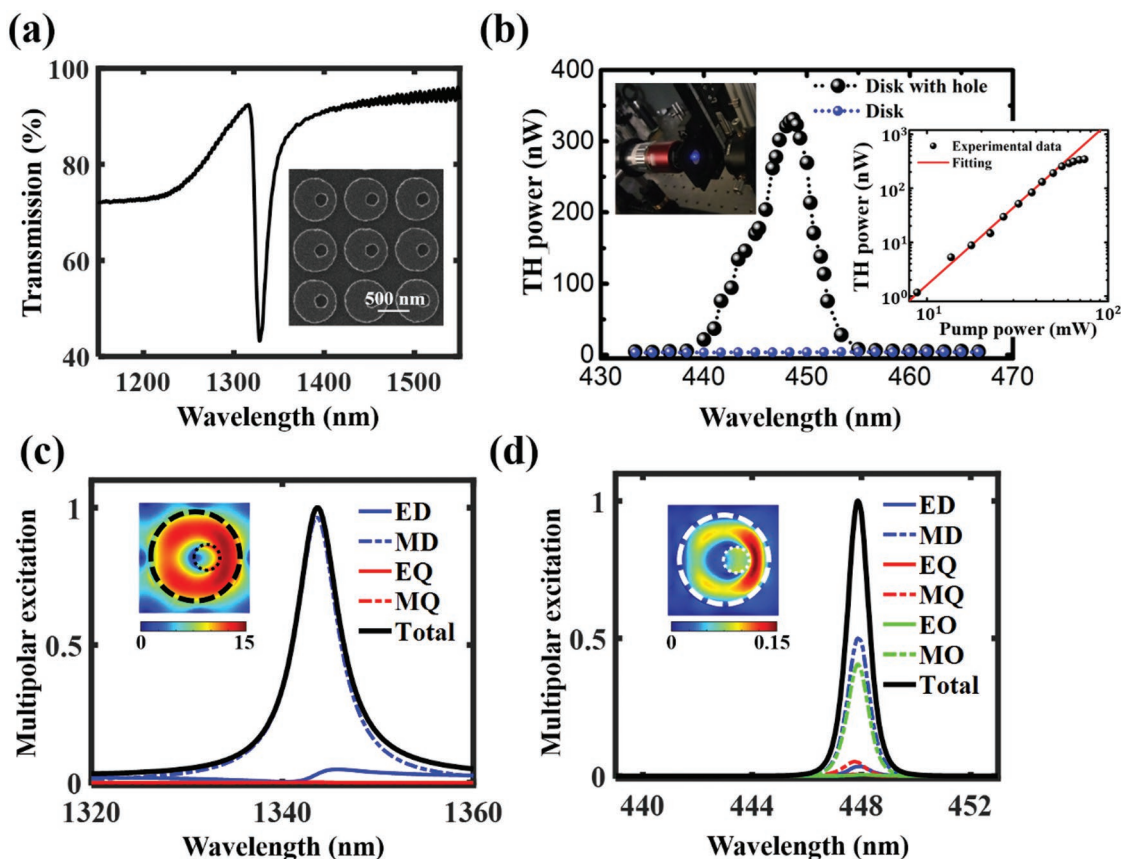 (a)
100
80
60
40
Transmission (%)
500 nm
1200 1300 1400 1500
Wavelength (nm)
(b)
400
300
200
100
0
TH power (nW)
Disk with hole
Disk
10³
10²
10¹
10⁰
TH power (nW)
Experimental data
Fitting
10¹ 10²
Pump power (mW)
430 440 450 460 470
Wavelength (nm)
(c)
1
0.5
0
Multipolar excitation
0 15
ED
MD
EQ
MQ
Total
1320 1340 1360
Wavelength (nm)
(d)
1
0.5
0
Multipolar excitation
0 0.15
ED
MD
EQ
MQ
EO
MO
Total
440 444 448 452
Wavelength (nm)